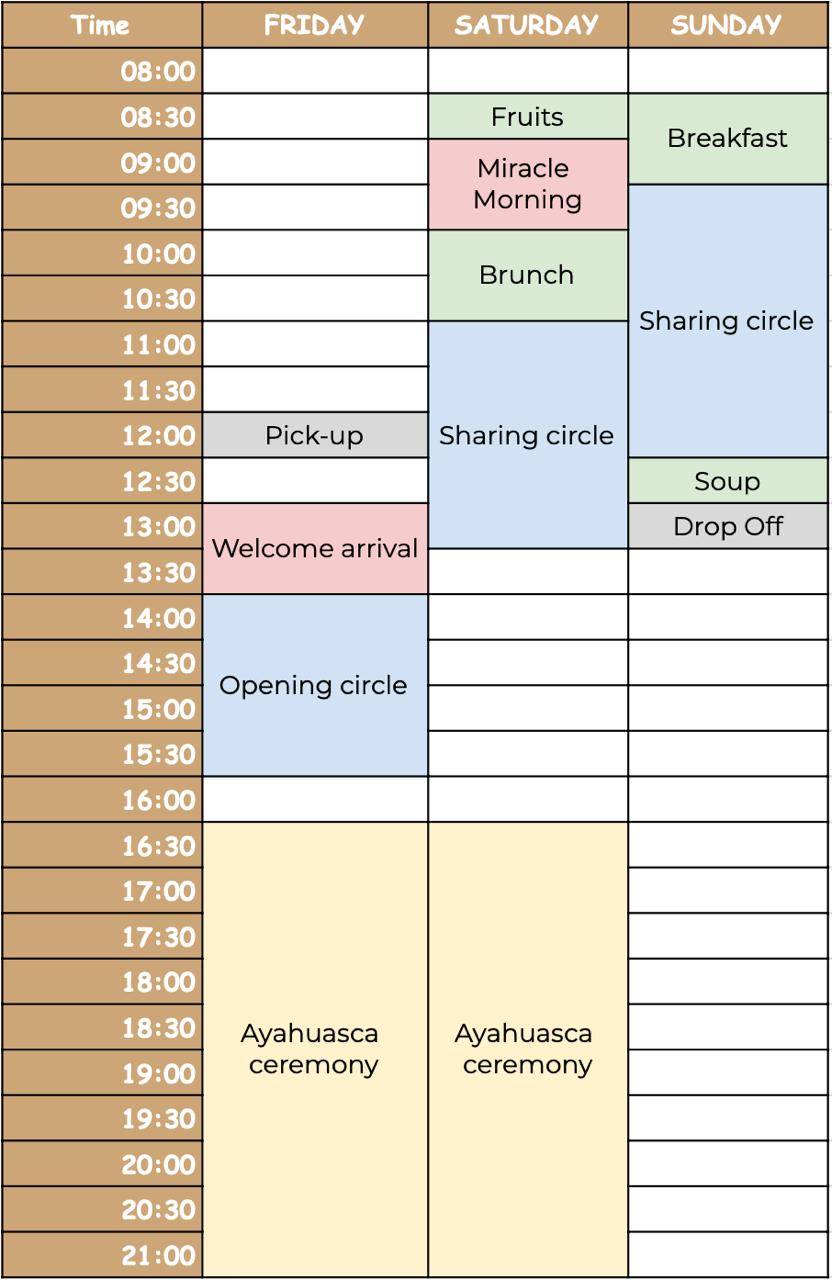 Time FRIDAY SATURDAY SUNDAY
08:00
08:30 Fruits
Breakfast
09:00 Miracle
Morning
09:30
10:00
Brunch
10:30
Sharing circle
11:00
11:30
12:00 Pick-up Sharing circle
12:30 Soup
13:00 Drop Off
Welcome arrival
13:30
14:00
14:30
Opening circle
15:00
15:30
16:00
16:30
17:00
17:30
18:00
18:30
Ayahuasca Ayahuasca
ceremony ceremony
19:00
19:30
20:00
20:30
21:00